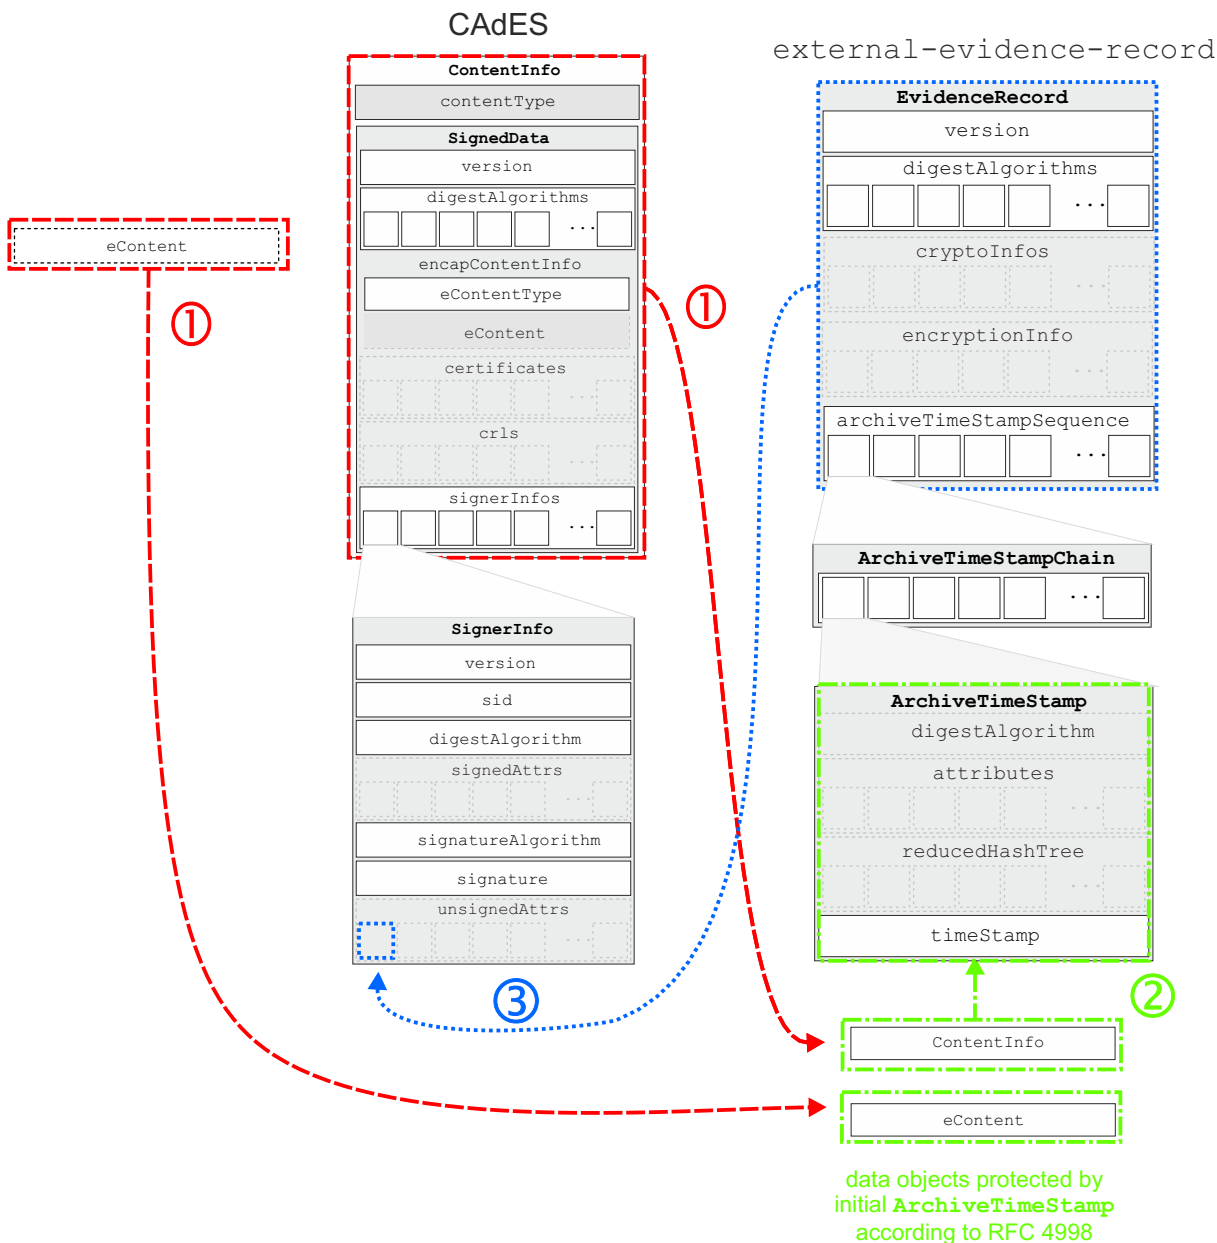 CAdES
external-evidence-record
ContentInfo
contentType
SignedData
version
digestAlgorithms
...
encapContentInfo
eContentType
eContent
certificates
...
crls
...
signerInfos
...
eContent
①
①
SignerInfo
version
sid
digestAlgorithm
signedAttrs
...
signatureAlgorithm
signature
unsignedAttrs
...
③
EvidenceRecord
version
digestAlgorithms
...
cryptoInfos
...
encryptionInfo
...
archiveTimeStampSequence
...
ArchiveTimeStampChain
...
ArchiveTimeStamp
digestAlgorithm
attributes
...
reducedHashTree
...
timeStamp
②
ContentInfo
eContent
data objects protected by
initial ArchiveTimeStamp
according to RFC 4998